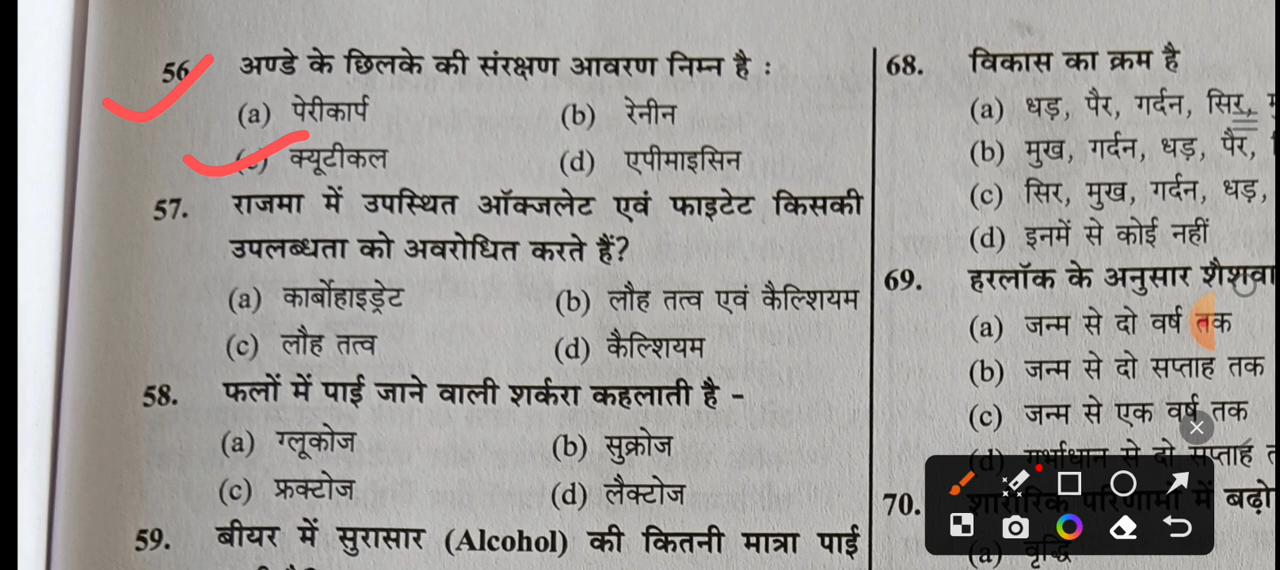 56. अण्डे के छिलके की संरक्षण आवरण निम्न है :
(a) पेरीकार्प (b) रेनीन
(c) क्यूटीकल (d) एपीमाइसिन
57. राजमा में उपस्थित ऑक्जलेट एवं फाइटेट किसकी
उपलब्धता को अवरोधित करते हैं?
(a) कार्बोहाइड्रेट (b) लौह तत्व एवं कैल्शियम
(c) लौह तत्व (d) कैल्शियम
58. फलों में पाई जाने वाली शर्करा कहलाती है -
(a) ग्लूकोज (b) सुक्रोज
(c) फ्रक्टोज (d) लैक्टोज
59. बीयर में सुरासार (Alcohol) की कितनी मात्रा पाई
68. विकास का क्रम है
(a) धड़, पैर, गर्दन, सिर,
(b) मुख, गर्दन, धड़, पैर,
(c) सिर, मुख, गर्दन, धड़,
(d) इनमें से कोई नहीं
69. हरलॉक के अनुसार
(a) जन्म से दो वर्ष तक
(b) जन्म से दो सप्ताह तक
(c) जन्म से एक वर्ष तक
(d) गर्भाधान से दो सप्ताह
70. शारीरिक परिणामों में
(a) वृद्धि